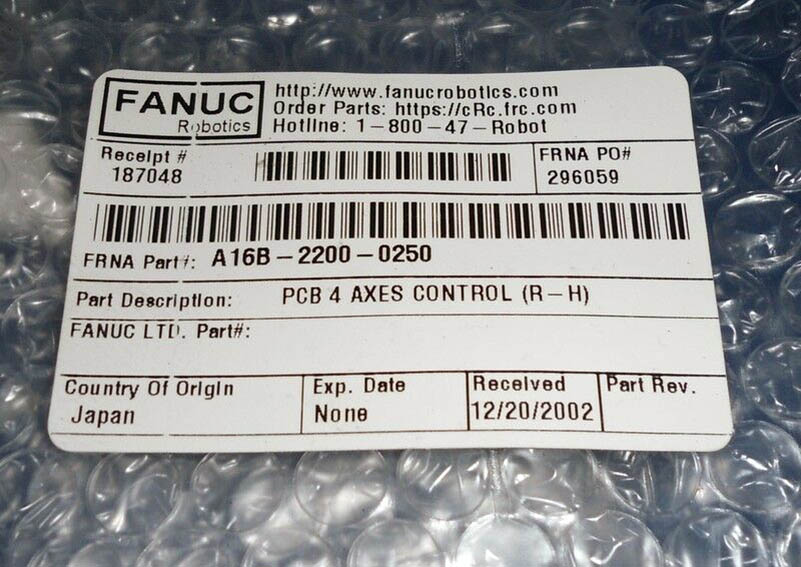 FANUC
Robotics
http://www.fanucrobotics.com
Order Parts: https://cRc.frc.com
Hotline: 1-800-47-Robot
Receipt #
187048
FRNA PO#
296059
FRNA Part#: A16B-2200-0250
Part Description: PCB 4 AXES CONTROL (R-H)
FANUC LTD. Part#:
Country Of Origin
Japan
Exp. Date
None
Received
12/20/2002
Part Rev.